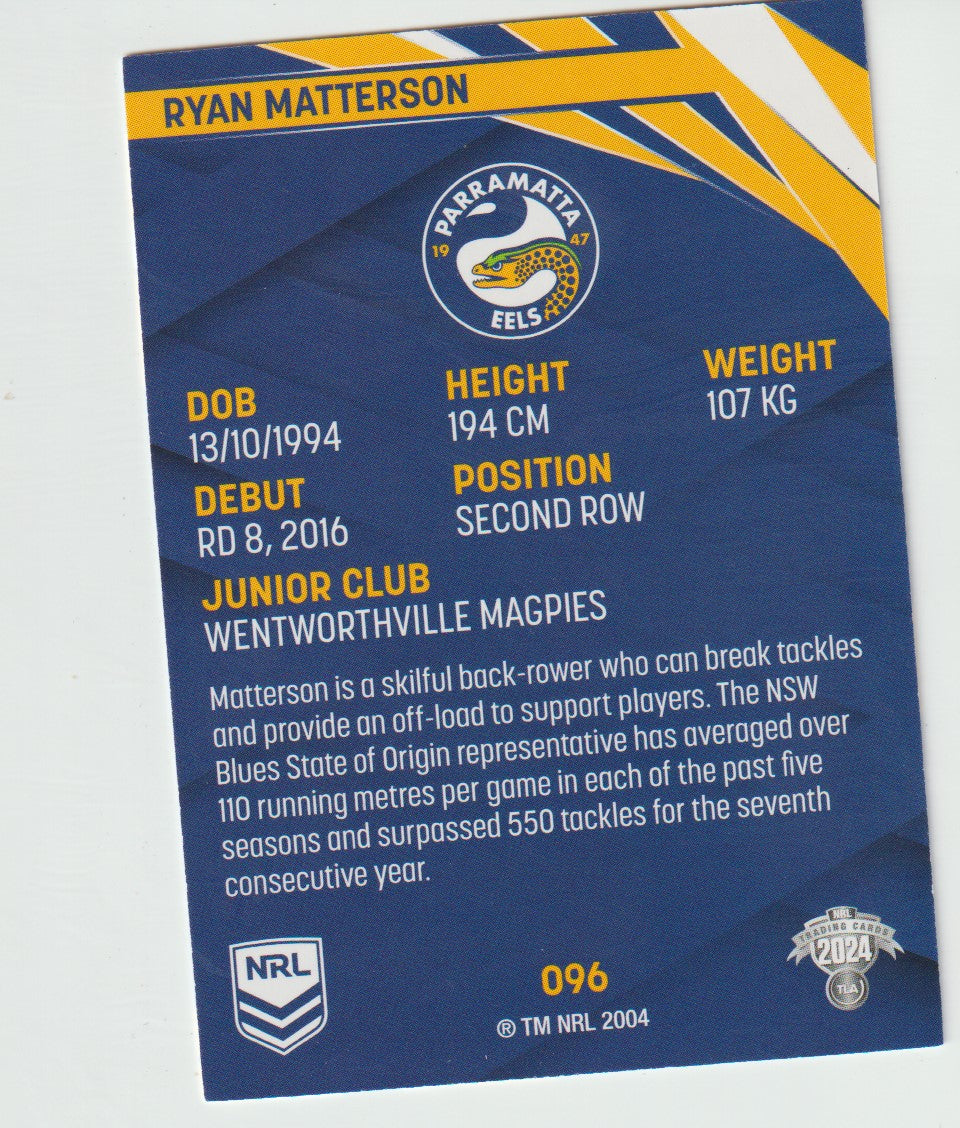 RYAN MATTERSON
PARRAMATTA
19 47
EELS
DOB
13/10/1994
HEIGHT
194 CM
WEIGHT
107 KG
DEBUT
RD 8, 2016
POSITION
SECOND ROW
JUNIOR CLUB
WENTWORTHVILLE MAGPIES
Matterson is a skilful back-rower who can break tackles
and provide an off-load to support players. The NSW
Blues State of Origin representative has averaged over
110 running metres per game in each of the past five
seasons and surpassed 550 tackles for the seventh
consecutive year.
NRL
096
® TM NRL 2004
NRL
TRADING CARDS
2024
TLA